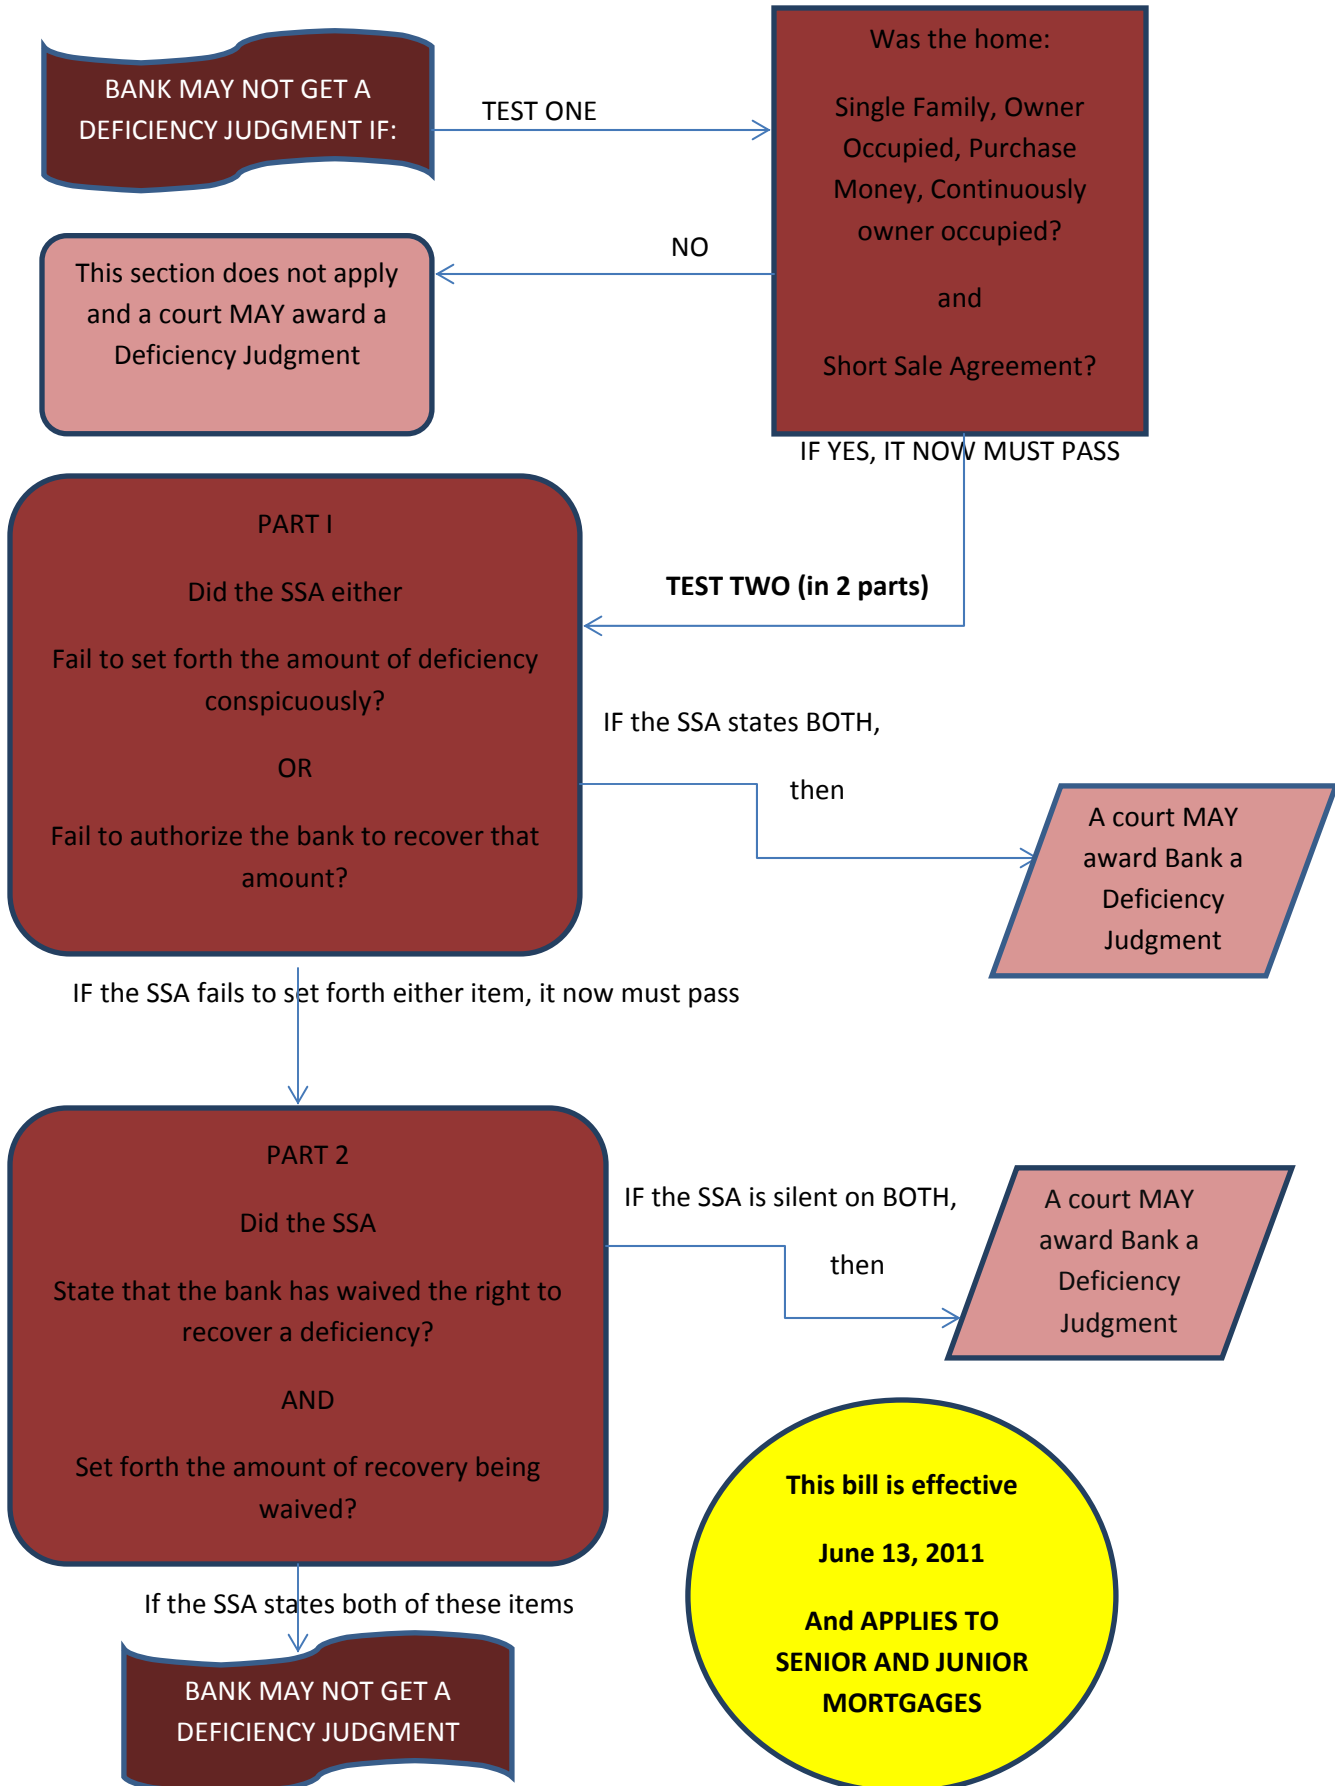 BANK MAY NOT GET A
DEFICIENCY JUDGMENT IF:
TEST ONE
Was the home:
Single Family, Owner
Occupied, Purchase
Money, Continuously
owner occupied?
and
Short Sale Agreement?
NO
This section does not apply
and a court MAY award a
Deficiency Judgment
IF YES, IT NOW MUST PASS
TEST TWO (in 2 parts)
PART I
Did the SSA either
Fail to set forth the amount of deficiency
conspicuously?
OR
Fail to authorize the bank to recover that
amount?
IF the SSA states BOTH,
then
A court MAY
award Bank a
Deficiency
Judgment
IF the SSA fails to set forth either item, it now must pass
PART 2
Did the SSA
State that the bank has waived the right to
recover a deficiency?
AND
Set forth the amount of recovery being
waived?
IF the SSA is silent on BOTH,
then
A court MAY
award Bank a
Deficiency
Judgment
If the SSA states both of these items
BANK MAY NOT GET A
DEFICIENCY JUDGMENT
This bill is effective
June 13, 2011
And APPLIES TO
SENIOR AND JUNIOR
MORTGAGES